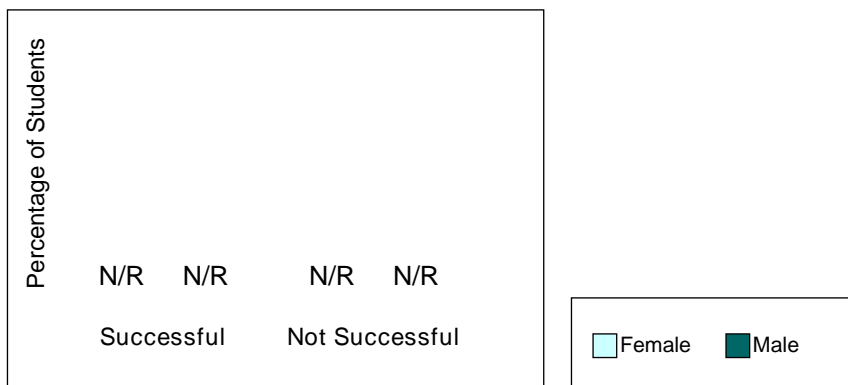 Percentage of Students
N/R N/R N/R N/R
Successful Not Successful
Female Male